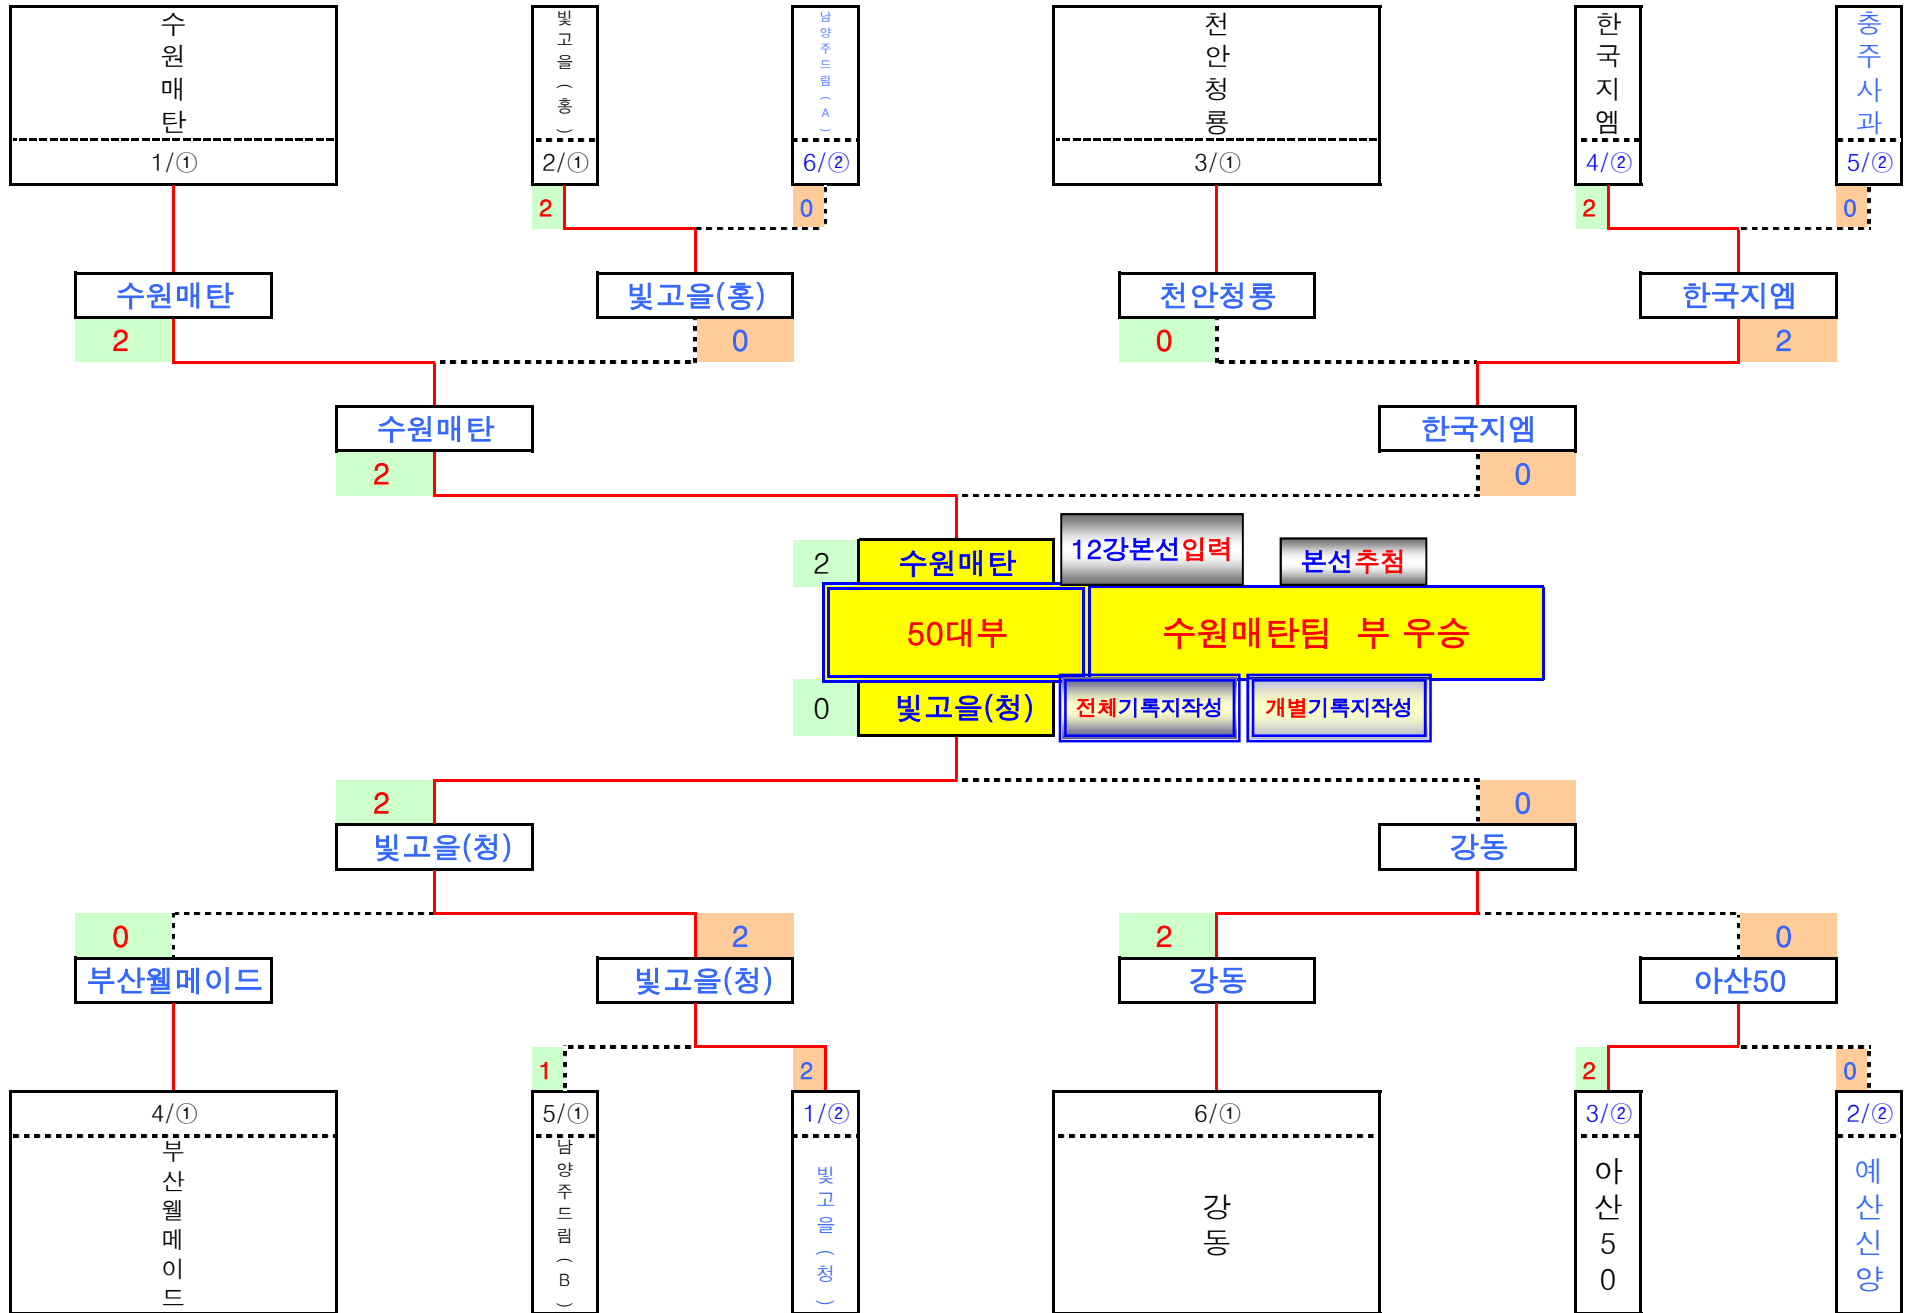 수원매탄
빛고을(홍)
남양주드림(A)
천안청룡
한국지엠
충주사과
1/①
2/①
6/②
3/①
4/②
5/②
2
0
2
0
수원매탄
빛고을(홍)
천안청룡
한국지엠
2
0
0
2
수원매탄
한국지엠
2
0
2
수원매탄
12강본선입력
본선추첨
50대부
수원매탄팀 부 우승
0
빛고을(청)
전체기록지작성
개별기록지작성
2
0
빛고을(청)
강동
0
2
2
0
부산웰메이드
빛고을(청)
강동
아산50
1
2
2
0
4/①
5/①
1/②
6/①
3/②
2/②
부산웰메이드
남양주드림(B)
빛고을(청)
강동
아산50
예산신양